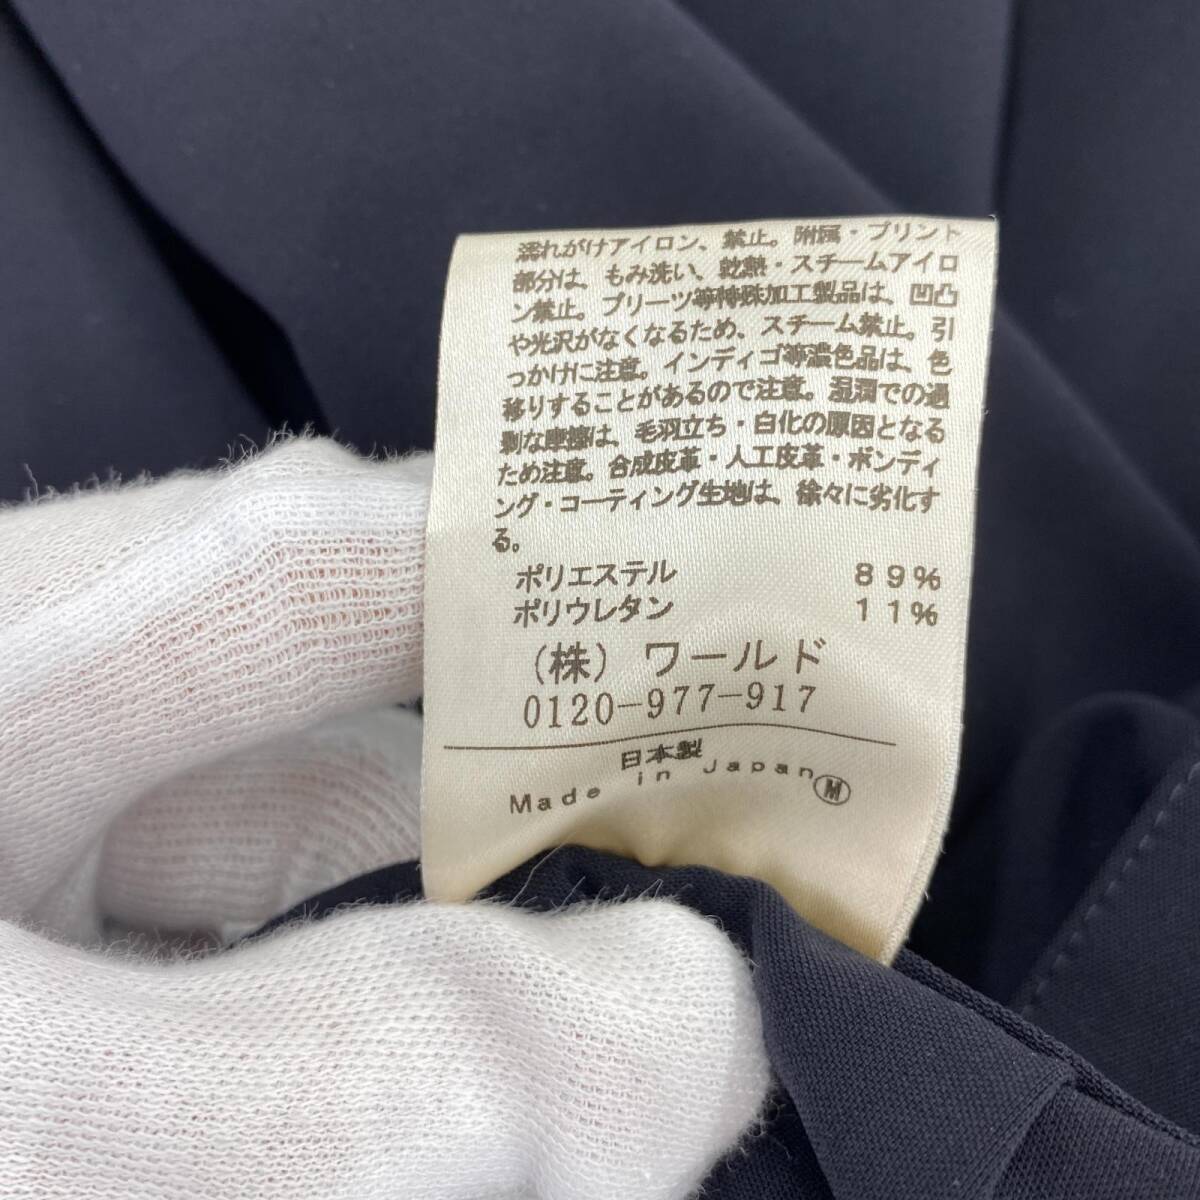 濡れがけアイロン、禁止。附属・プリント
部分は、もみ洗い、乾熱・スチームアイロ
ン禁止。プリーツ等特殊加工製品は、凹凸
や光沢がなくなるため、スチーム禁止。引
っかけに注意。インディゴ等濃色品は、色
移りすることがあるので注意。湿潤での過
剰な摩擦は、毛羽立ち・白化の原因となる
ため注意。合成皮革・人工皮革・ボンディ
ング・コーティング生地は、徐々に劣化す
る。
ポリエステル 89%
ポリウレタン 11%
(株) ワールド
0120-977-917
日本製
Made in Japan Ⓜ